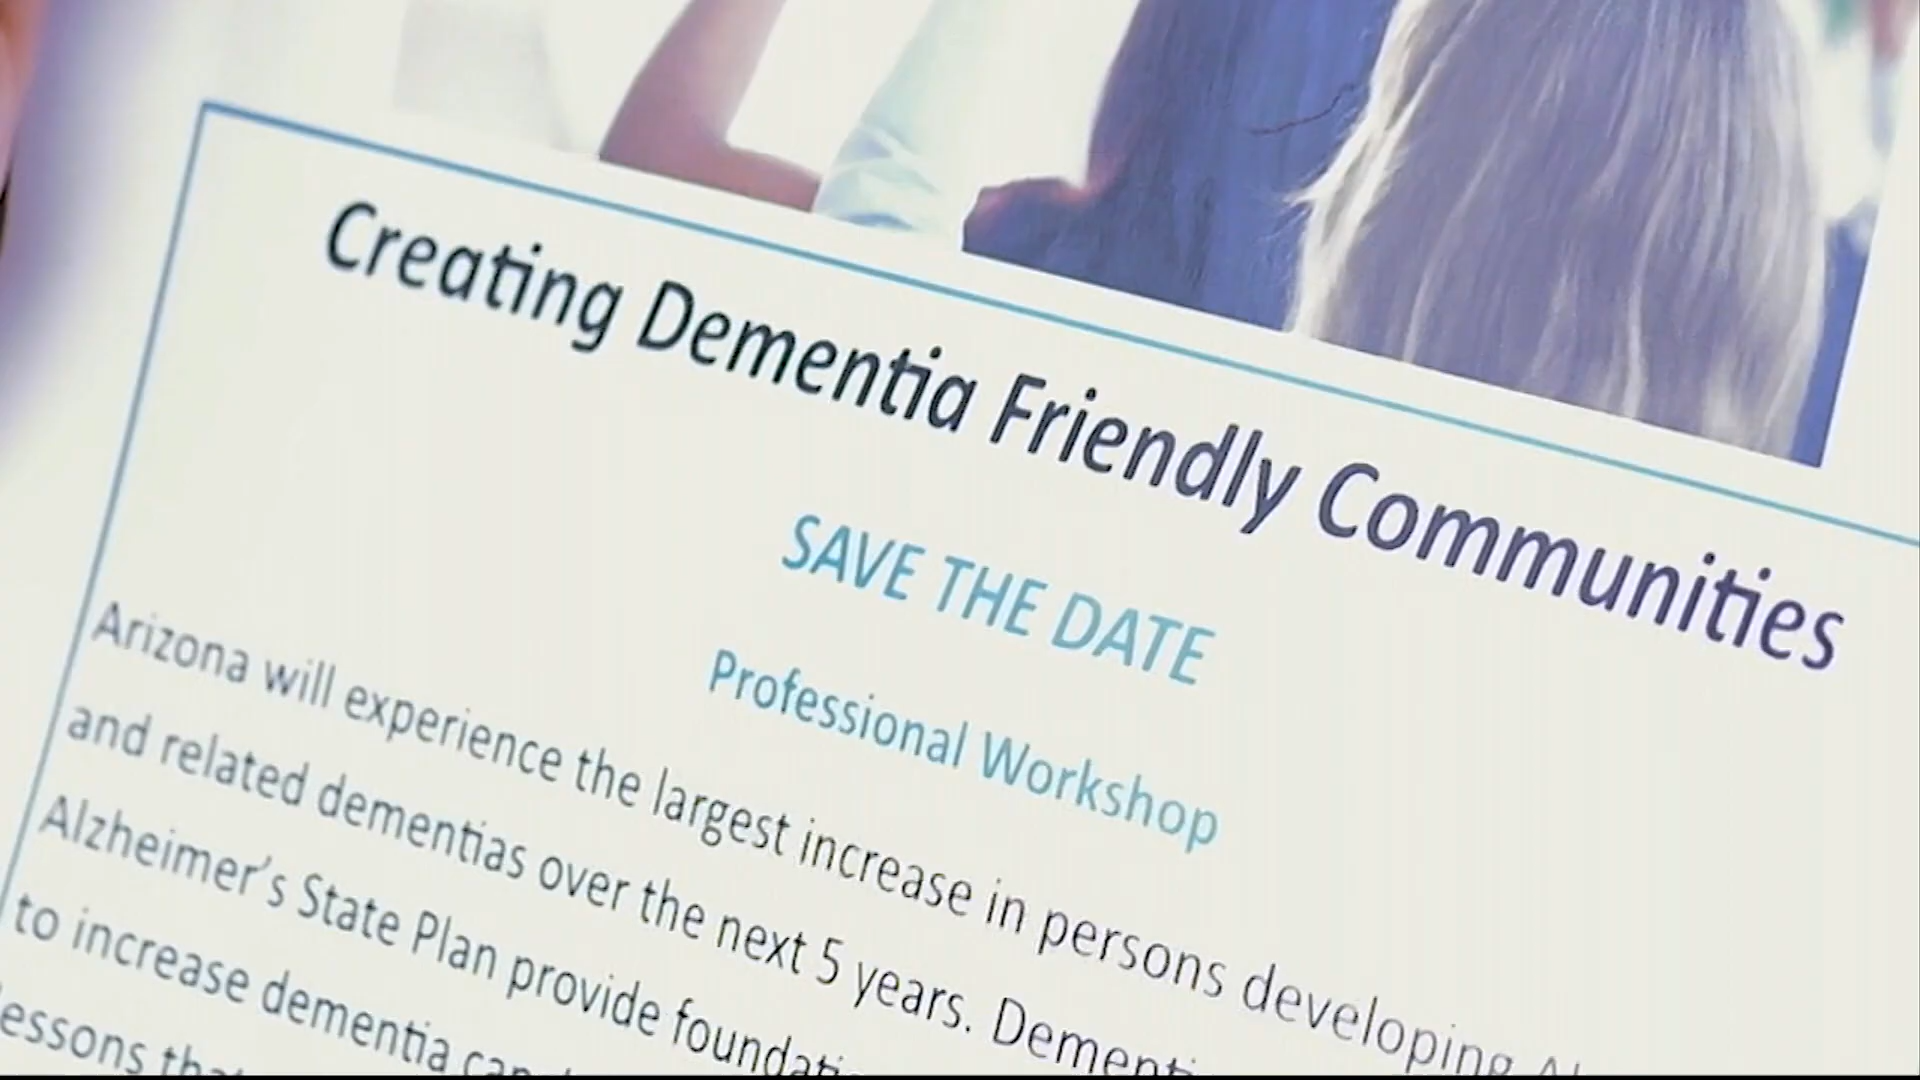 Creating Dementia Friendly Communities
SAVE THE DATE
Professional Workshop
Arizona will experience the largest increase in persons developing
and related dementias over the next 5 years.
Alzheimer's State Plan provide
to increase dementia